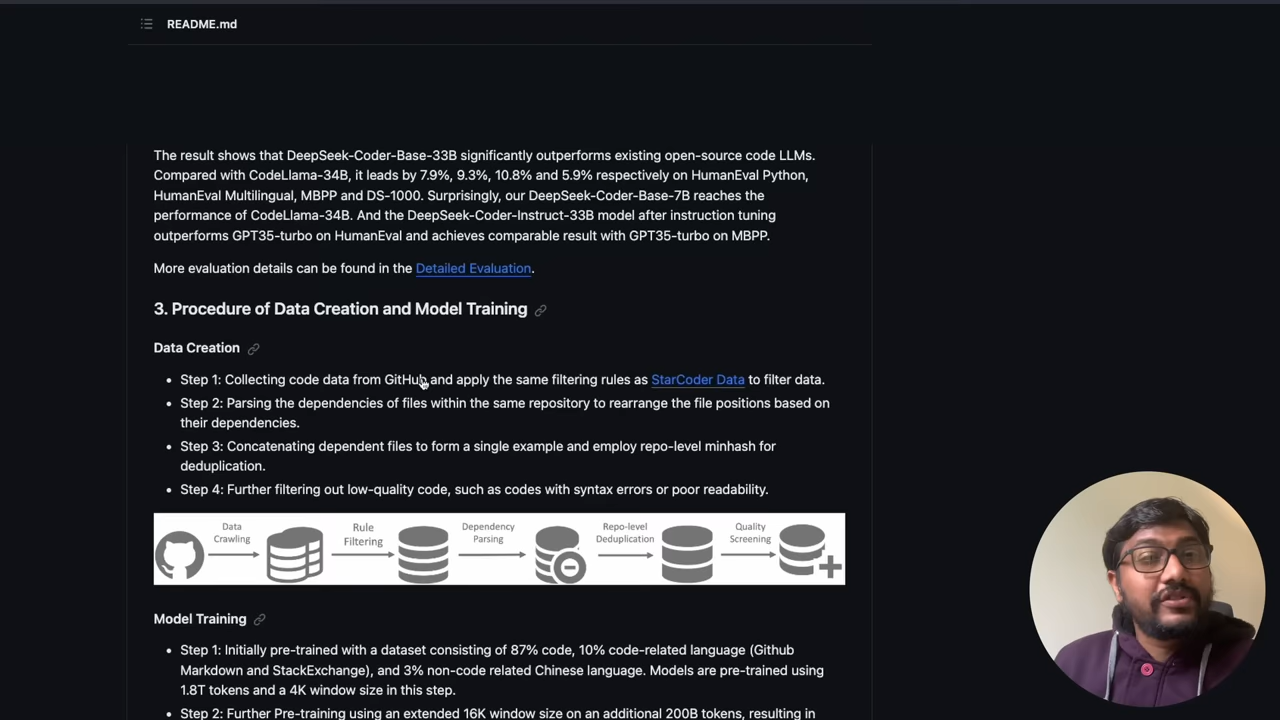 README.md
The result shows that DeepSeek-Coder-Base-33B significantly outperforms existing open-source code LLMs.
Compared with CodeLlama-34B, it leads by 7.9%, 9.3%, 10.8% and 5.9% respectively on HumanEval Python,
HumanEval Multilingual, MBPP and DS-1000. Surprisingly, our DeepSeek-Coder-Base-7B reaches the
performance of CodeLlama-34B. And the DeepSeek-Coder-Instruct-33B model after instruction tuning
outperforms GPT35-turbo on HumanEval and achieves comparable result with GPT35-turbo on MBPP.
More evaluation details can be found in the Detailed Evaluation.
3. Procedure of Data Creation and Model Training
Data Creation
• Step 1: Collecting code data from GitHub and apply the same filtering rules as StarCoder Data to filter data.
• Step 2: Parsing the dependencies of files within the same repository to rearrange the file positions based on
their dependencies.
• Step 3: Concatenating dependent files to form a single example and employ repo-level minhash for
deduplication.
• Step 4: Further filtering out low-quality code, such as codes with syntax errors or poor readability.
Data
Crawling
Rule
Filtering
Dependency
Parsing
Repo-level
Deduplication
Quality
Screening
Model Training
• Step 1: Initially pre-trained with a dataset consisting of 87% code, 10% code-related language (Github
Markdown and StackExchange), and 3% non-code related Chinese language. Models are pre-trained using
1.8T tokens and a 4K window size in this step.
• Step 2: Further Pre-training using an extended 16K window size on an additional 200B tokens, resulting in